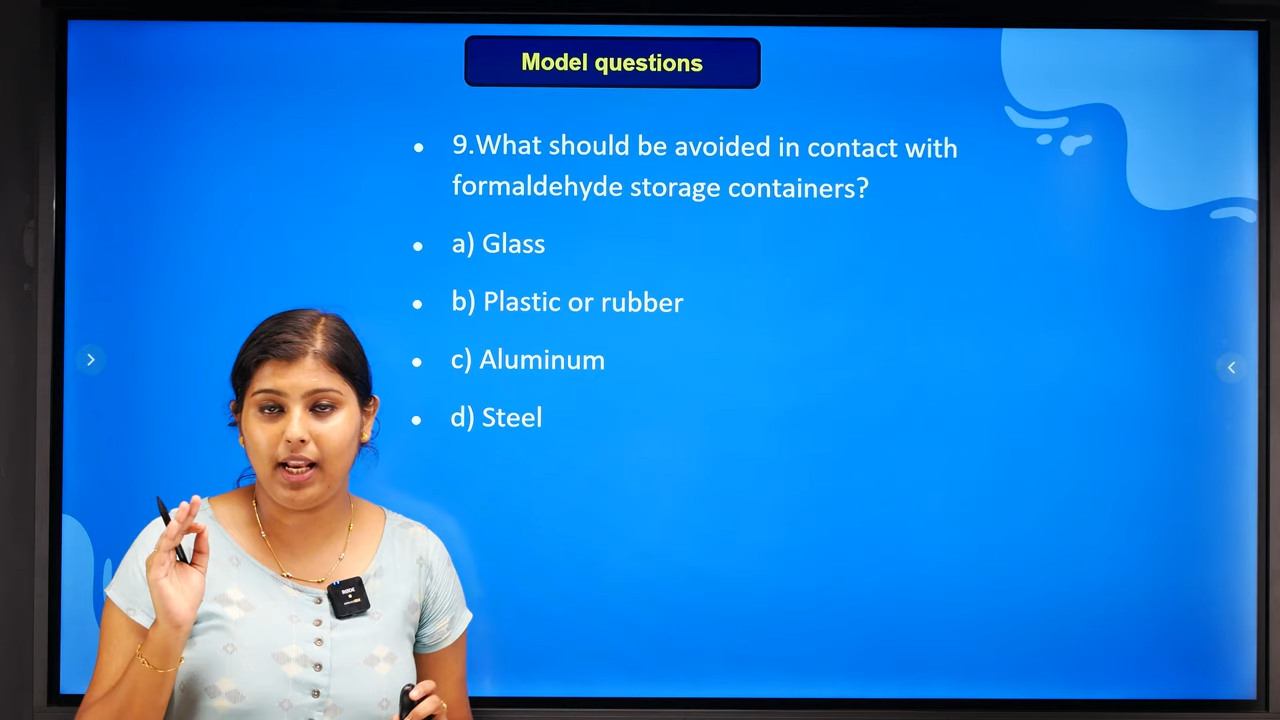 Model questions
• 9.What should be avoided in contact with
formaldehyde storage containers?
• a) Glass
• b) Plastic or rubber
• c) Aluminum
• d) Steel
RODE